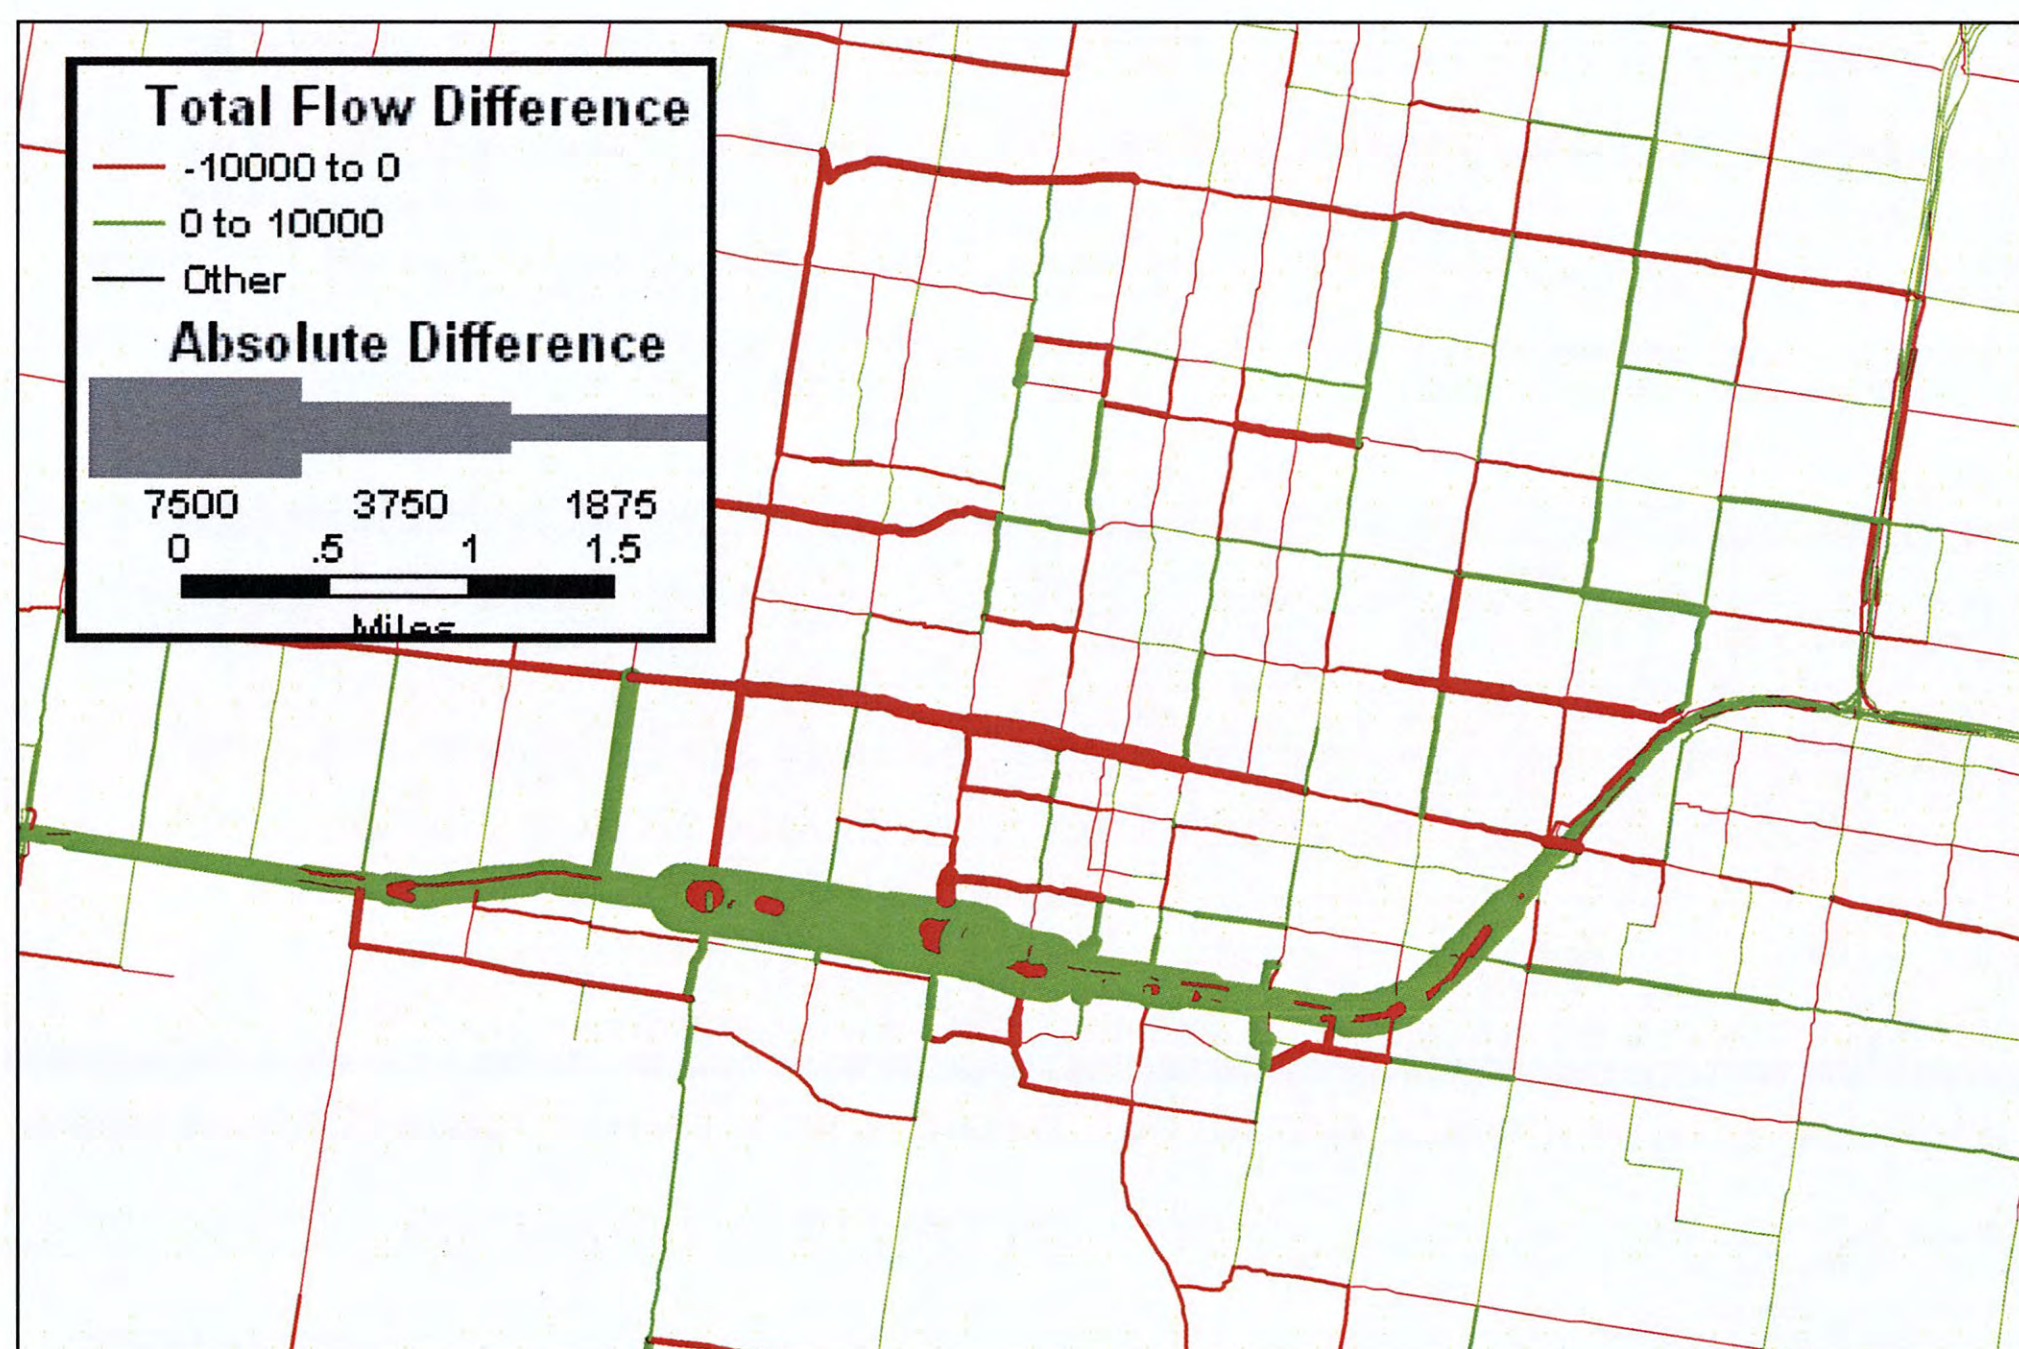 Total Flow Difference
-10000 to 0
0 to 10000
Other
Absolute Difference
7500 3750 1875
0 .5 1 1.5
Miles